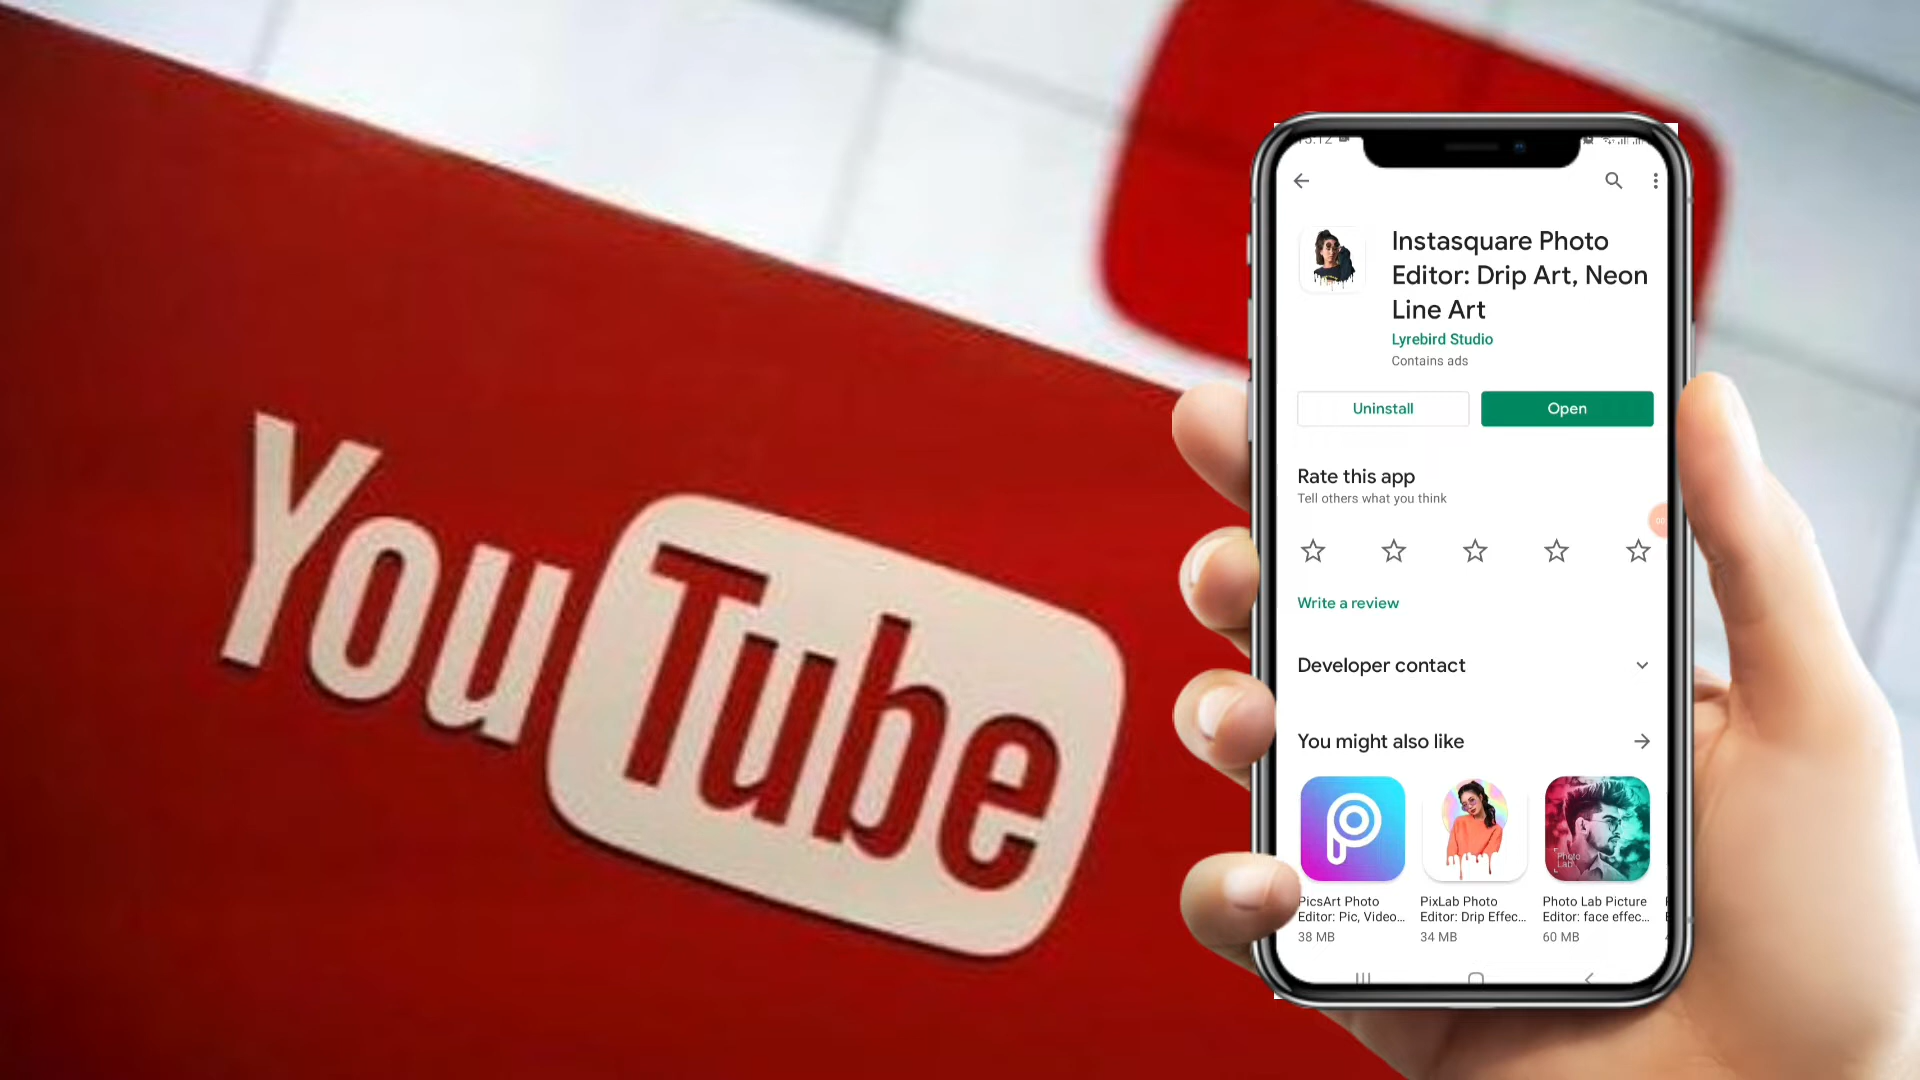 YouTube
Instasquare Photo
Editor: Drip Art, Neon
Line Art
Lyrebird Studio
Contains ads
Uninstall
Open
Rate this app
Tell others what you think
Write a review
Developer contact
You might also like
PicsArt Photo
Editor: Pic, Video...
38 MB
PixLab Photo
Editor: Drip Effec...
34 MB
Photo Lab
Photo Lab Picture
Editor: face effec...
60 MB